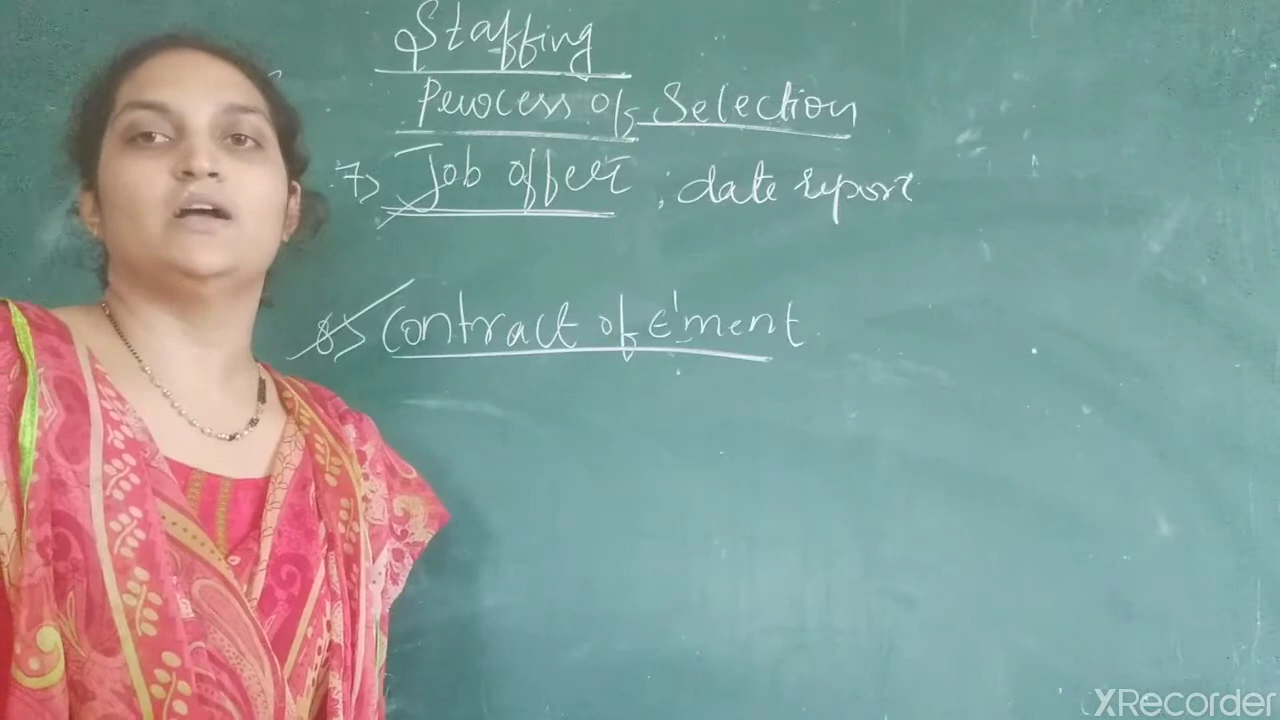 Staffing
Process of Selection
7) Job offer ; date report
8) Contract of E'ment
XRecorder